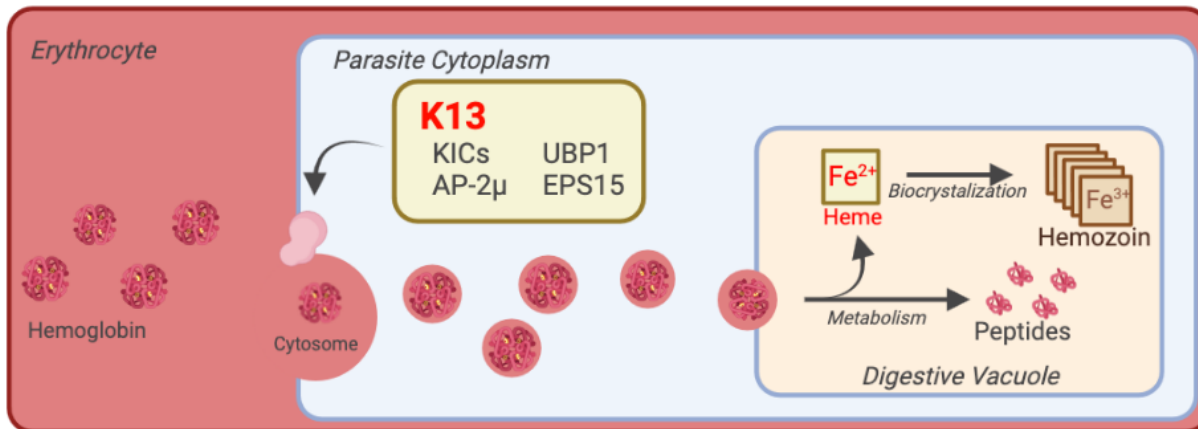 Erythrocyte
Parasite Cytoplasm
K13
KICs UBP1
AP-2µ EPS15
Fe²⁺
Heme
Biocrystalization
Fe³⁺
Hemozoin
Hemoglobin
Cytosome
Metabolism
Peptides
Digestive Vacuole